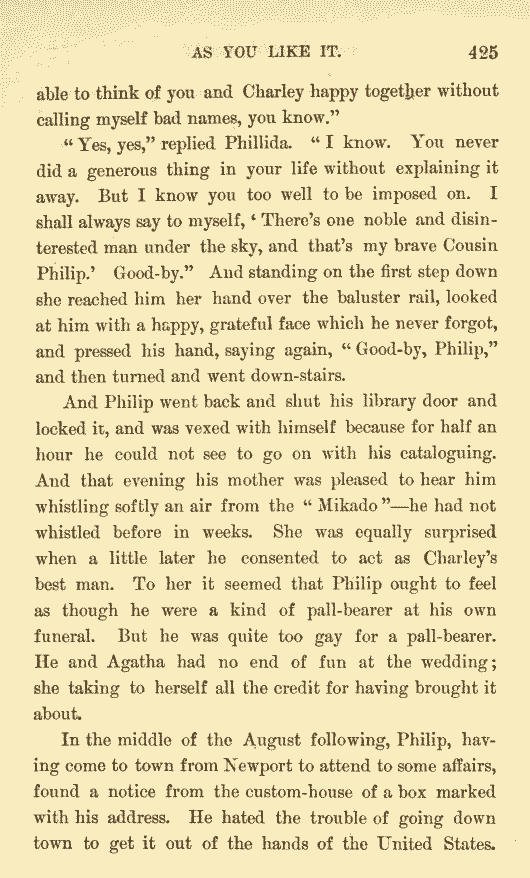 AS YOU LIKE IT. 425
able to think of you and Charley happy together without
calling myself bad names, you know.”
“Yes, yes,” replied Phillida. “I know. You never
did a generous thing in your life without explaining it
away. But I know you too well to be imposed on. I
shall always say to myself, ‘There’s one noble and disin-
terested man under the sky, and that’s my brave Cousin
Philip.’ Good-by.” And standing on the first step down
she reached him her hand over the baluster rail, looked
at him with a happy, grateful face which he never forgot,
and pressed his hand, saying again, “Good-by, Philip,”
and then turned and went down-stairs.
And Philip went back and shut his library door and
locked it, and was vexed with himself because for half an
hour he could not see to go on with his cataloguing.
And that evening his mother was pleased to hear him
whistling softly an air from the “Mikado”—he had not
whistled before in weeks. She was equally surprised
when a little later he consented to act as Charley’s
best man. To her it seemed that Philip ought to feel
as though he were a kind of pall-bearer at his own
funeral. But he was quite too gay for a pall-bearer.
He and Agatha had no end of fun at the wedding;
she taking to herself all the credit for having brought it
about.
In the middle of the August following, Philip, hav-
ing come to town from Newport to attend to some affairs,
found a notice from the custom-house of a box marked
with his address. He hated the trouble of going down
town to get it out of the hands of the United States.